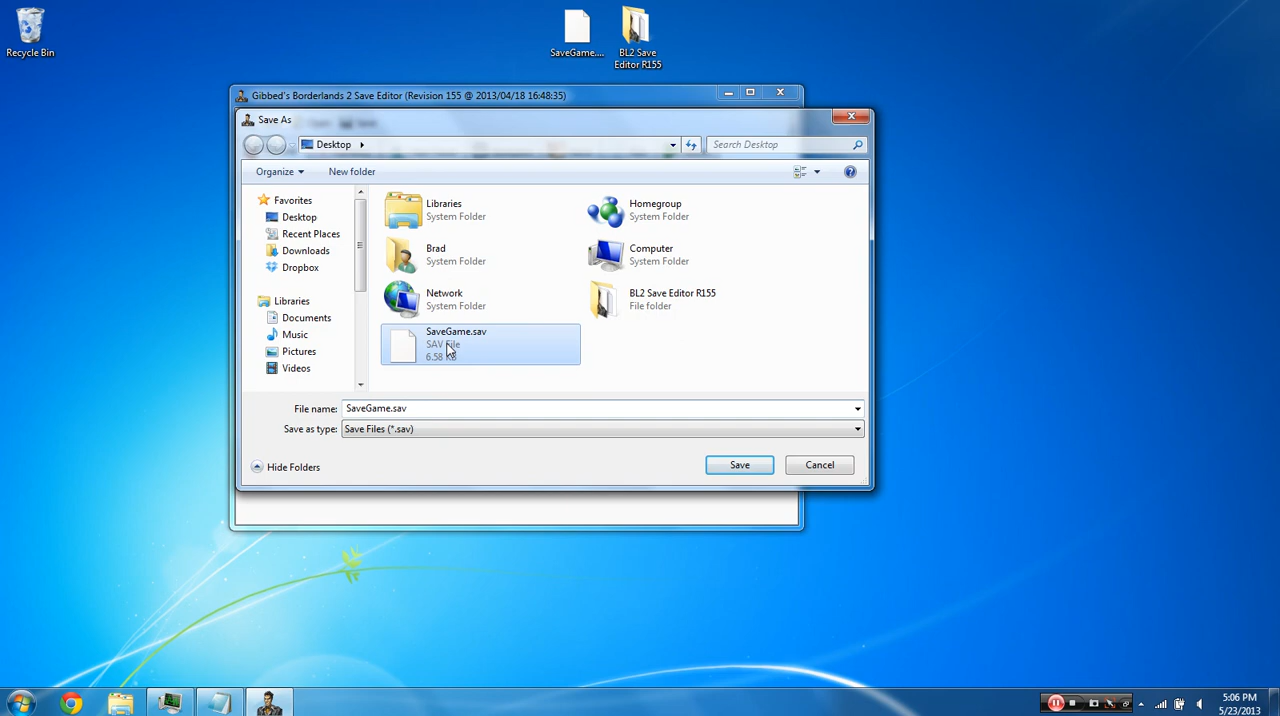 Recycle Bin
SaveGame....
BL2 Save
Editor R155
Gibbed's Borderlands 2 Save Editor (Revision 155 @ 2013/04/18 16:48:35)
Save As
Desktop
Search Desktop
Organize
New folder
Favorites
Desktop
Recent Places
Downloads
Dropbox
Libraries
Documents
Music
Pictures
Videos
Libraries
System Folder
Homegroup
System Folder
Brad
System Folder
Computer
System Folder
Network
System Folder
BL2 Save Editor R155
File folder
SaveGame.sav
SAV File
6.58
File name:
SaveGame.sav
Save as type:
Save Files (*.sav)
Hide Folders
Save
Cancel
5:06 PM
5/23/2013